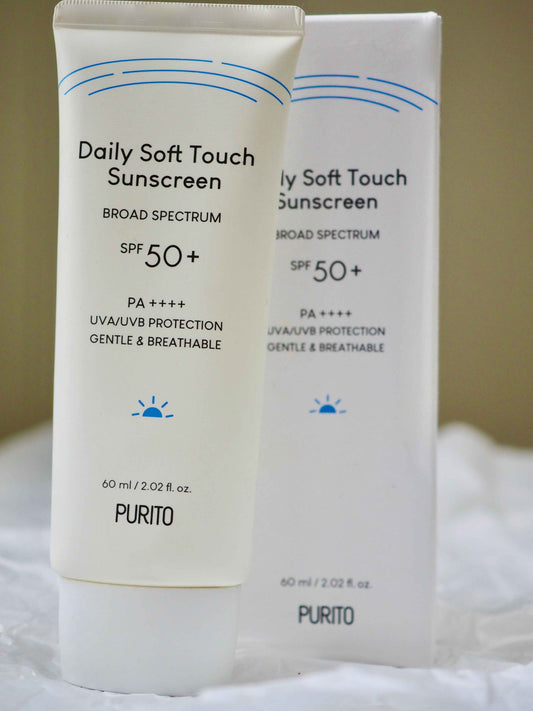 Daily Soft Touch
Sunscreen
BROAD SPECTRUM
SPF 50+
PA ++++
UVA/UVB PROTECTION
GENTLE & BREATHABLE
60 ml / 2.02 fl. oz.
PURITO
ly Soft Touch
Sunscreen
BROAD SPECTRUM
SPF 50+
PA ++++
UVA/UVB PROTECTION
GENTLE & BREATHABLE
60 ml / 2.02 fl. oz.
PURITO